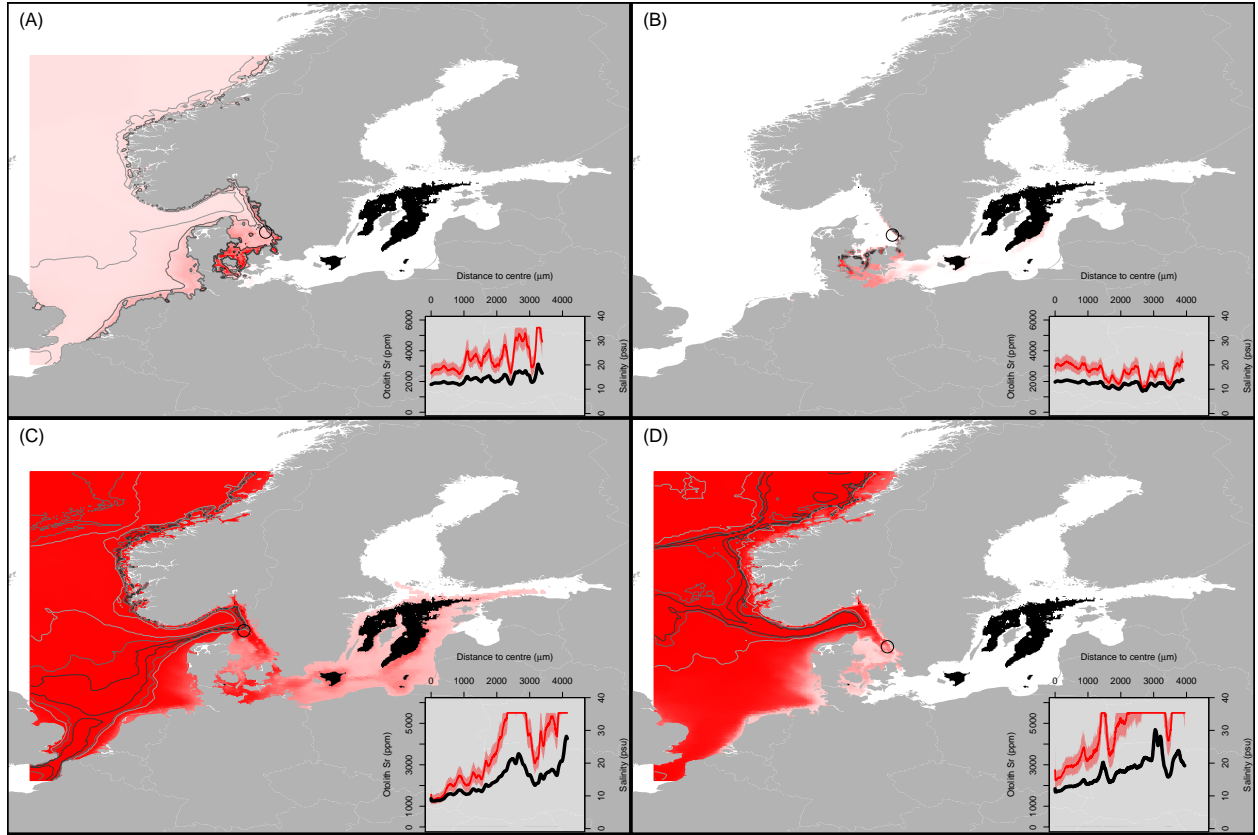 (A)
Distance to centre (μm)
0 1000 2000 3000 4000
Otolith Sr (ppm)
0 2000 4000 6000
Salinity (psu)
0 10 20 30 40
(B)
Distance to centre (μm)
0 1000 2000 3000 4000
Otolith Sr (ppm)
0 2000 4000 6000
Salinity (psu)
0 10 20 30 40
(C)
Distance to centre (μm)
0 1000 2000 3000 4000
Otolith Sr (ppm)
0 1000 3000 5000
Salinity (psu)
0 10 20 30 40
(D)
Distance to centre (μm)
0 1000 2000 3000 4000
Otolith Sr (ppm)
0 1000 3000 5000
Salinity (psu)
0 10 20 30 40